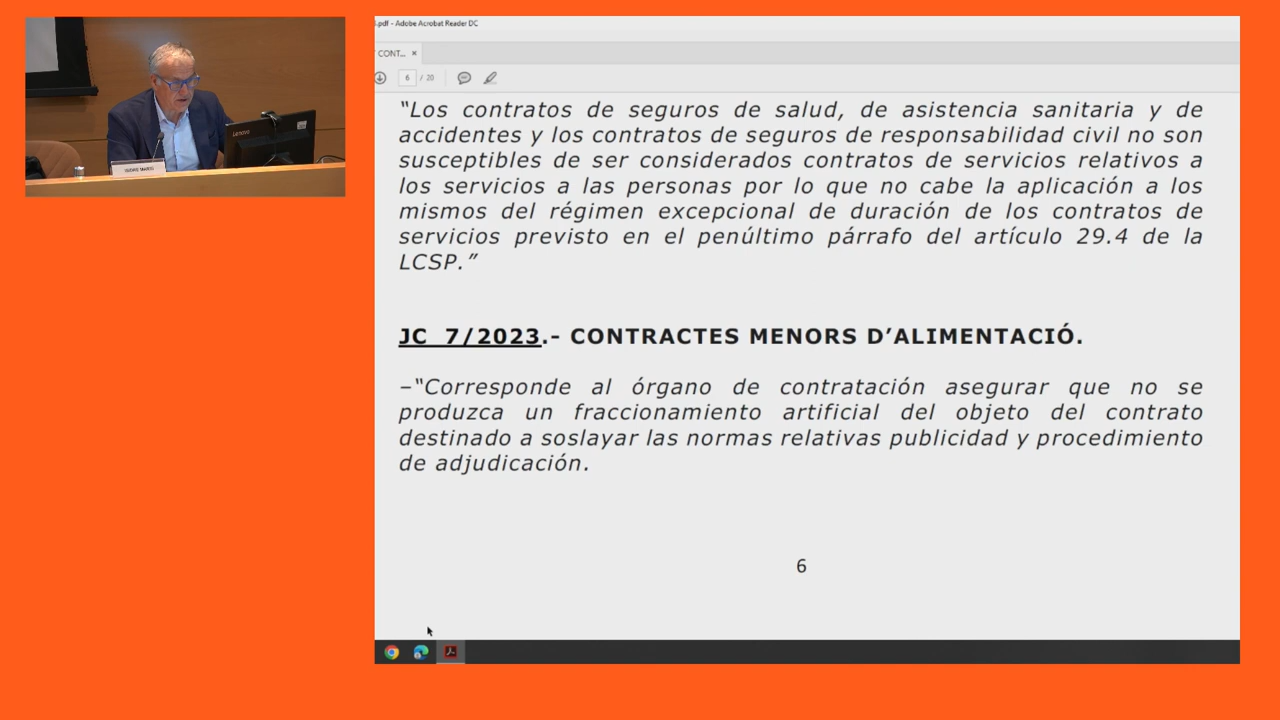 .pdf - Adobe Acrobat Reader DC
CONT... ×
6 / 20
“Los contratos de seguros de salud, de asistencia sanitaria y de
accidentes y los contratos de seguros de responsabilidad civil no son
susceptibles de ser considerados contratos de servicios relativos a
los servicios a las personas por lo que no cabe la aplicación a los
mismos del régimen excepcional de duración de los contratos de
servicios previsto en el penúltimo párrafo del artículo 29.4 de la
LCSP.”
JC 7/2023.- CONTRACTES MENORS D’ALIMENTACIÓ.
–“Corresponde al órgano de contratación asegurar que no se
produzca un fraccionamiento artificial del objeto del contrato
destinado a soslayar las normas relativas publicidad y procedimiento
de adjudicación.
6
Lenovo